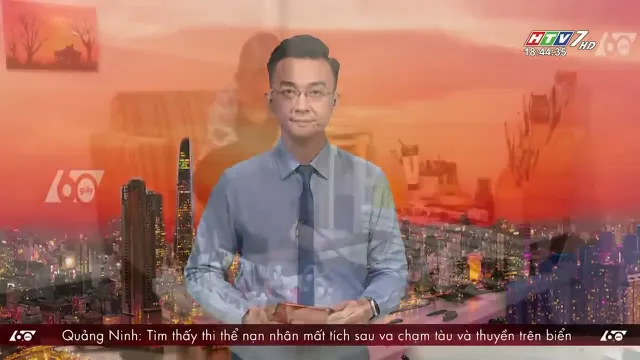 HTV7 HD
18:44:35
60 giây
Quảng Ninh: Tìm thấy thi thể nạn nhân mất tích sau va chạm tàu và thuyền trên biển